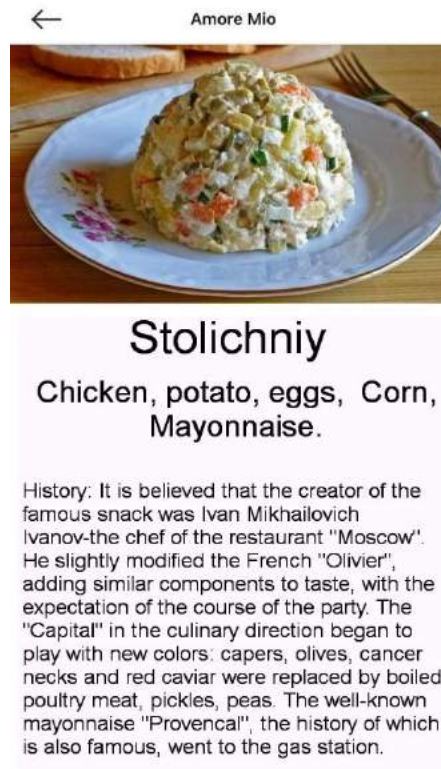 Amore Mio
Stolichniy
Chicken, potato, eggs, Corn,
Mayonnaise.
History: It is believed that the creator of the
famous snack was Ivan Mikhailovich
Ivanov-the chef of the restaurant "Moscow".
He slightly modified the French "Olivier",
adding similar components to taste, with the
expectation of the course of the party. The
"Capital" in the culinary direction began to
play with new colors: capers, olives, cancer
necks and red caviar were replaced by boiled
poultry meat, pickles, peas. The well-known
mayonnaise "Provencal", the history of which
is also famous, went to the gas station.